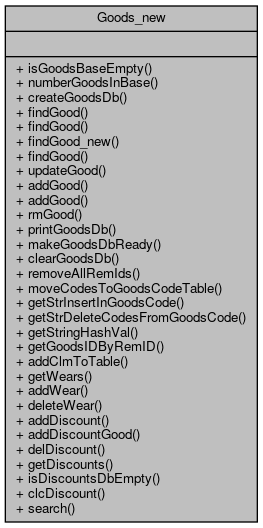 Goods_new
+ isGoodsBaseEmpty()
+ numberGoodsInBase()
+ createGoodsDb()
+ findGood()
+ findGood()
+ findGood_new()
+ findGood()
+ updateGood()
+ addGood()
+ addGood()
+ rmGood()
+ printGoodsDb()
+ makeGoodsDbReady()
+ clearGoodsDb()
+ removeAllRemIds()
+ moveCodesToGoodsCodeTable()
+ getStrInsertInGoodsCode()
+ getStrDeleteCodesFromGoodsCode()
+ getStringHashVal()
+ getGoodsIDByRemID()
+ addClmToTable()
+ getWears()
+ addWear()
+ deleteWear()
+ addDiscount()
+ addDiscountGood()
+ delDiscount()
+ getDiscounts()
+ isDiscountsDbEmpty()
+ clcDiscount()
+ search()